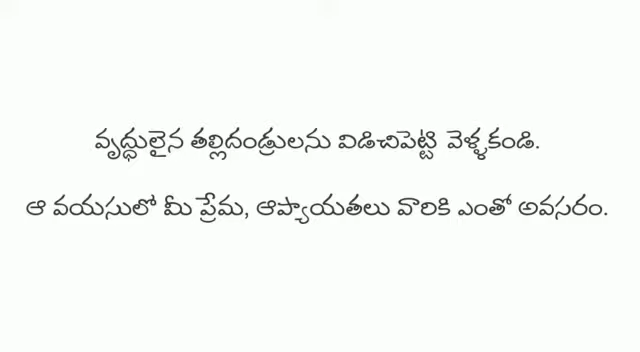 వృద్ధులైన తల్లిదండ్రులను విడిచిపెట్టి వెళ్ళకండి.
ఆ వయసులో మీ ప్రేమ, ఆప్యాయతలు వారికి ఎంతో అవసరం.